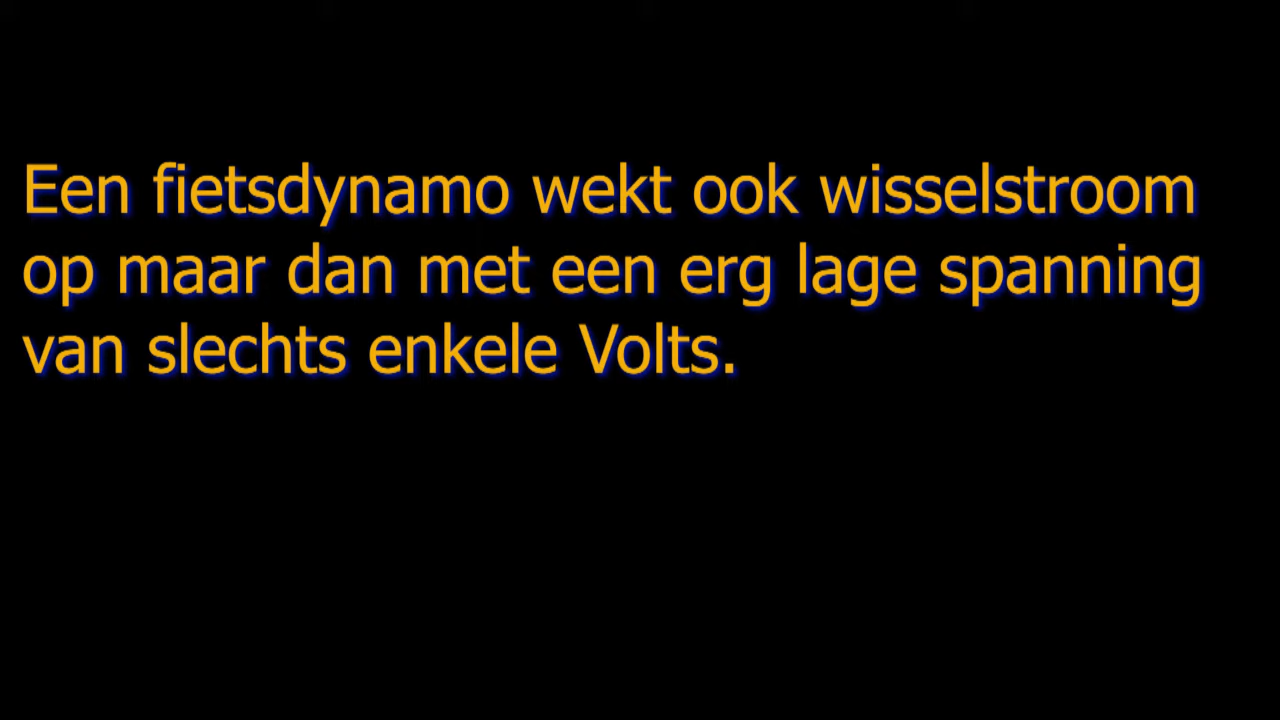 Een fietsdynamo wekt ook wisselstroom
op maar dan met een erg lage spanning
van slechts enkele Volts.